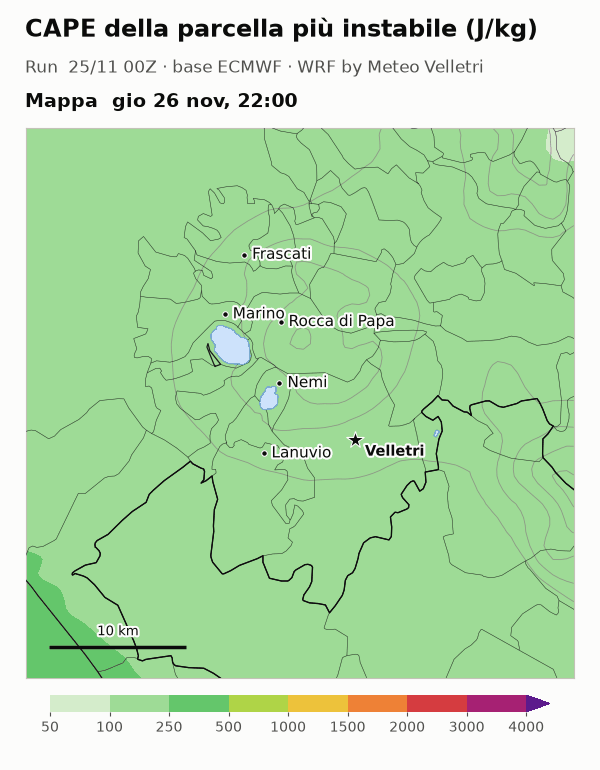 CAPE della parcella più instabile (J/kg)
Run  25/11 00Z · base ECMWF · WRF by Meteo Velletri
Mappa  gio 26 nov, 22:00
Frascati
Marino
Rocca di Papa
Nemi
Velletri
Lanuvio
10 km
50 100 250 500 1000 1500 2000 3000 4000